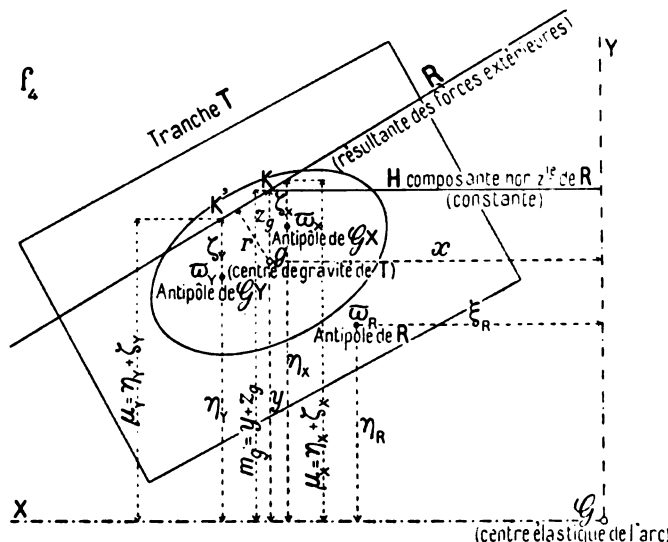 f₄
Tranche T
R
(résultante des forces extérieures)
Y
H composante horizˡᵉ de R
(constante)
K
K'
ζ_X
z_g
ϖ_X
Antipôle de 𝒢X
r
ζ_Y
g
(centre de gravité de T)
x
ϖ_Y
Antipôle de 𝒢Y
ϖ_R
Antipôle de R
ξ_R
μ_Y = η_Y + ζ_Y
η_Y
m_g = y + z_g
y
η_X
μ_X = η_X + ζ_X
η_R
X
𝒢
(centre élastique de l'arc)